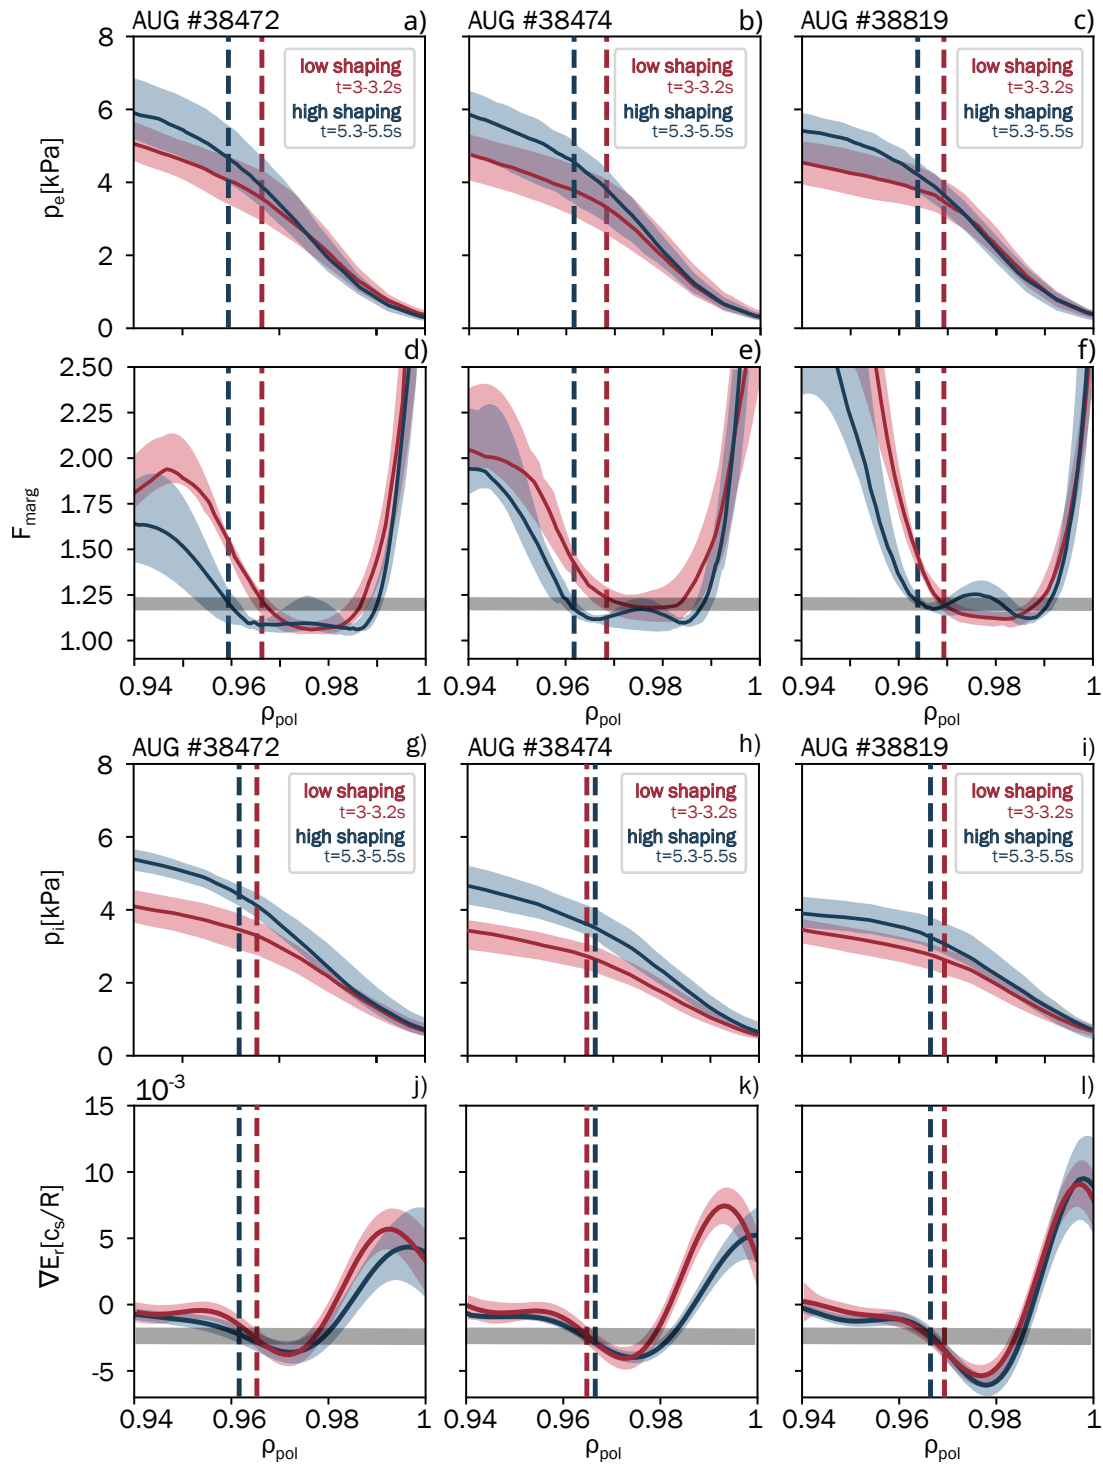 AUG #38472 a) AUG #38474 b) AUG #38819 c)
8
6
4
2
0
pe[kPa]
low shaping
t=3-3.2s
high shaping
t=5.3-5.5s
low shaping
t=3-3.2s
high shaping
t=5.3-5.5s
low shaping
t=3-3.2s
high shaping
t=5.3-5.5s
d) e) f)
2.50
2.25
2.00
1.75
1.50
1.25
1.00
Fmarg
0.94 0.96 0.98 0.94 0.96 0.98 0.94 0.96 0.98 1
ρpol ρpol ρpol
AUG #38472 g) AUG #38474 h) AUG #38819 i)
8
6
4
2
0
pi[kPa]
low shaping
t=3-3.2s
high shaping
t=5.3-5.5s
low shaping
t=3-3.2s
high shaping
t=5.3-5.5s
low shaping
t=3-3.2s
high shaping
t=5.3-5.5s
10-3 j) k) l)
15
10
5
0
-5
∇Er[cs/R]
0.94 0.96 0.98 1 0.94 0.96 0.98 1 0.94 0.96 0.98 1
ρpol ρpol ρpol